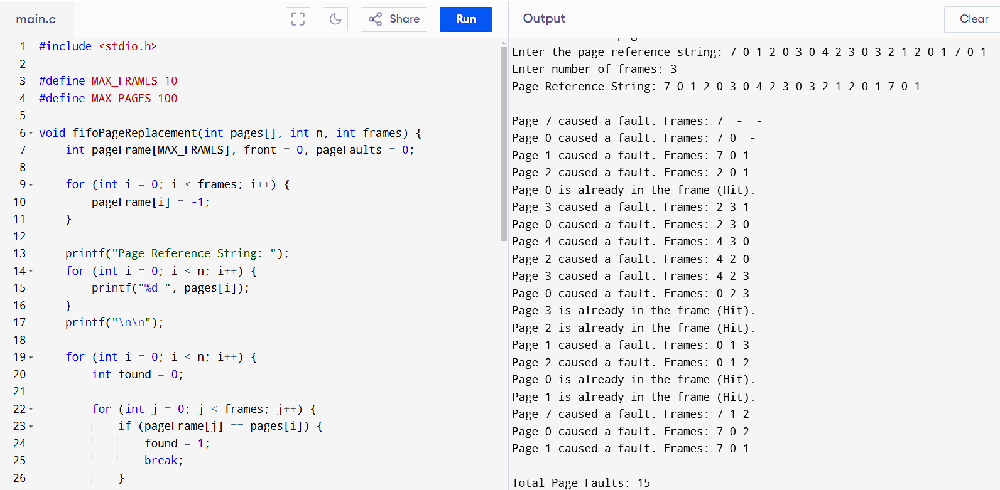 main.c
Share
Run
Output
Clear
1 #include <stdio.h>
2
3 #define MAX_FRAMES 10
4 #define MAX_PAGES 100
5
6 void fifoPageReplacement(int pages[], int n, int frames) {
7 int pageFrame[MAX_FRAMES], front = 0, pageFaults = 0;
8
9 for (int i = 0; i < frames; i++) {
10 pageFrame[i] = -1;
11 }
12
13 printf("Page Reference String: ");
14 for (int i = 0; i < n; i++) {
15 printf("%d ", pages[i]);
16 }
17 printf("\n\n");
18
19 for (int i = 0; i < n; i++) {
20 int found = 0;
21
22 for (int j = 0; j < frames; j++) {
23 if (pageFrame[j] == pages[i]) {
24 found = 1;
25 break;
26 }
Enter the page reference string: 7 0 1 2 0 3 0 4 2 3 0 3 2 1 2 0 1 7 0 1
Enter number of frames: 3
Page Reference String: 7 0 1 2 0 3 0 4 2 3 0 3 2 1 2 0 1 7 0 1
Page 7 caused a fault. Frames: 7 - -
Page 0 caused a fault. Frames: 7 0 -
Page 1 caused a fault. Frames: 7 0 1
Page 2 caused a fault. Frames: 2 0 1
Page 0 is already in the frame (Hit).
Page 3 caused a fault. Frames: 2 3 1
Page 0 caused a fault. Frames: 2 3 0
Page 4 caused a fault. Frames: 4 3 0
Page 2 caused a fault. Frames: 4 2 0
Page 3 caused a fault. Frames: 4 2 3
Page 0 caused a fault. Frames: 0 2 3
Page 3 is already in the frame (Hit).
Page 2 is already in the frame (Hit).
Page 1 caused a fault. Frames: 0 1 3
Page 2 caused a fault. Frames: 0 1 2
Page 0 is already in the frame (Hit).
Page 1 is already in the frame (Hit).
Page 7 caused a fault. Frames: 7 1 2
Page 0 caused a fault. Frames: 7 0 2
Page 1 caused a fault. Frames: 7 0 1
Total Page Faults: 15